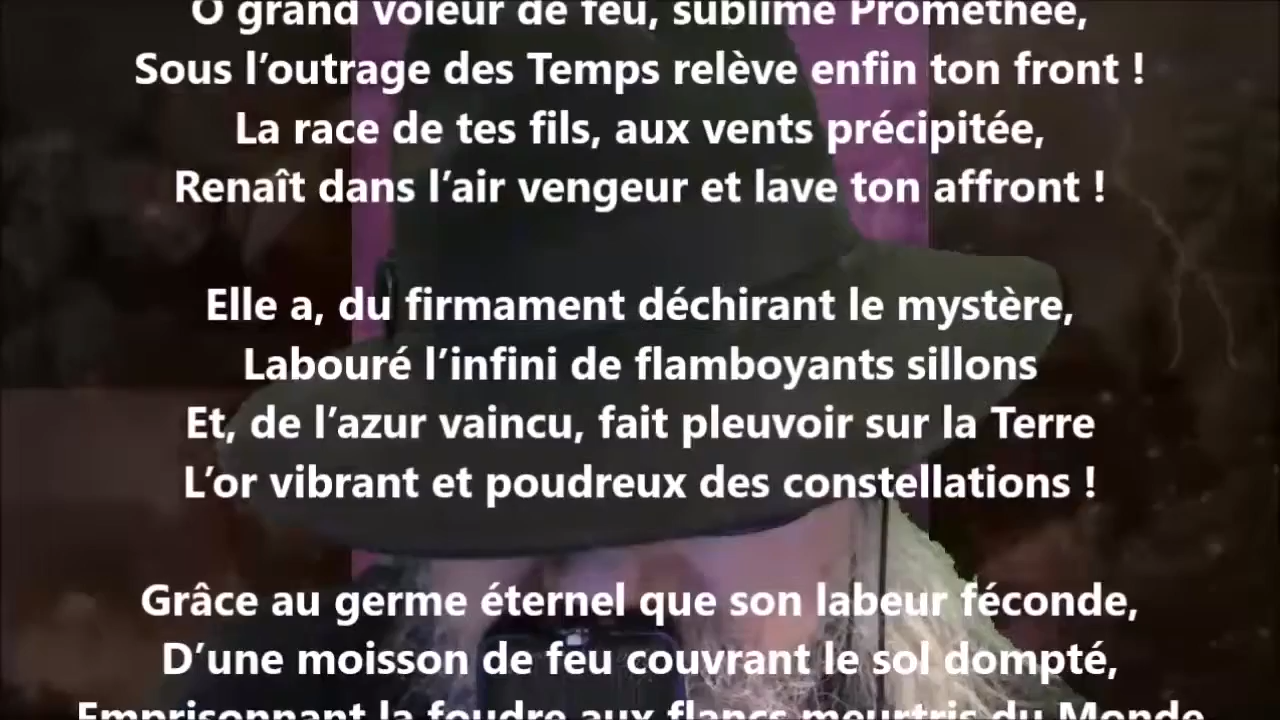 Ô grand voleur de feu, sublime Prométhée,
Sous l’outrage des Temps relève enfin ton front !
La race de tes fils, aux vents précipitée,
Renaît dans l’air vengeur et lave ton affront !
Elle a, du firmament déchirant le mystère,
Labouré l’infini de flamboyants sillons
Et, de l’azur vaincu, fait pleuvoir sur la Terre
L’or vibrant et poudreux des constellations !
Grâce au germe éternel que son labeur féconde,
D’une moisson de feu couvrant le sol dompté,
Emprisonnant la foudre aux flancs meurtris du Monde